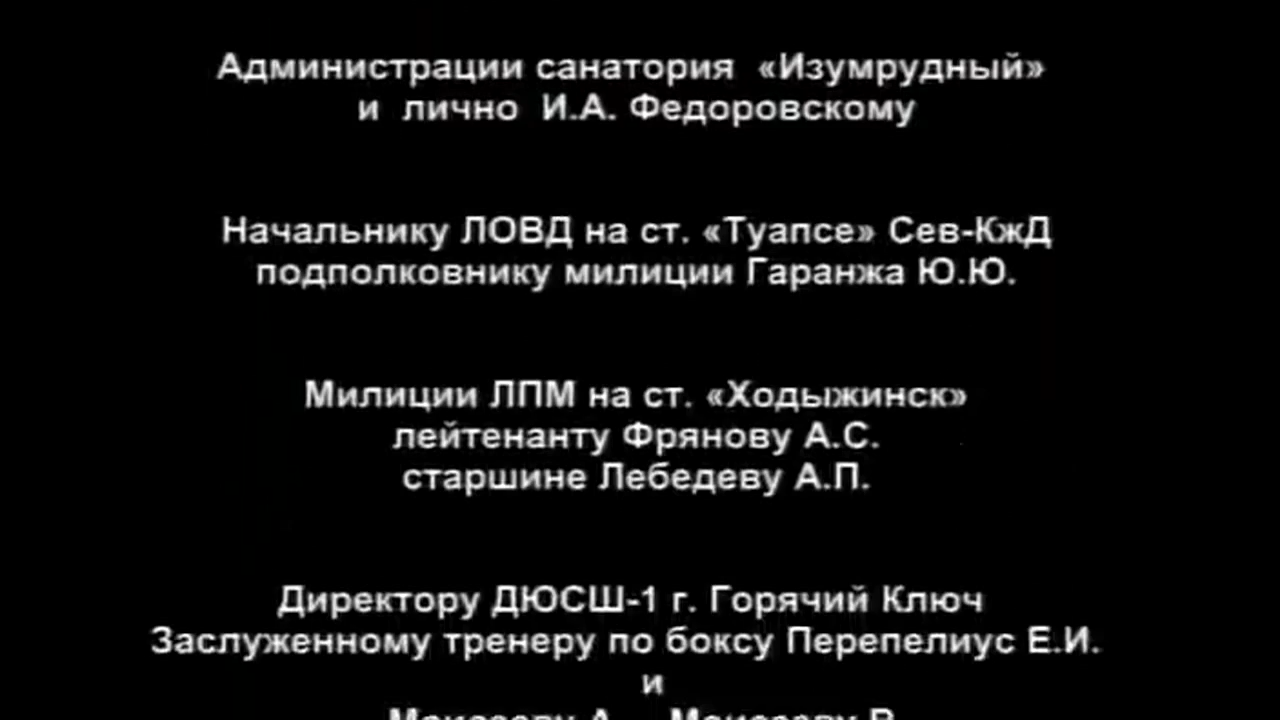 Администрации санатория «Изумрудный»
и лично И.А. Федоровскому
Начальнику ЛОВД на ст. «Туапсе» Сев-КжД
подполковнику милиции Гаранжа Ю.Ю.
Милиции ЛПМ на ст. «Ходыжинск»
лейтенанту Фрянову А.С.
старшине Лебедеву А.П.
Директору ДЮСШ-1 г. Горячий Ключ
Заслуженному тренеру по боксу Перепелиус Е.И.
и